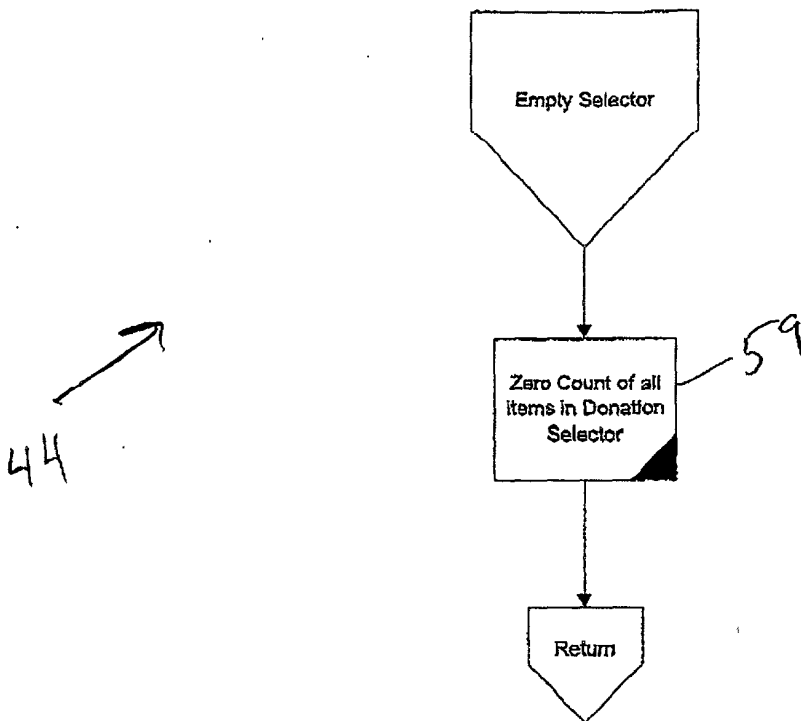 Empty Selector
44
Zero Count of all
items in Donation
Selector
59
Return